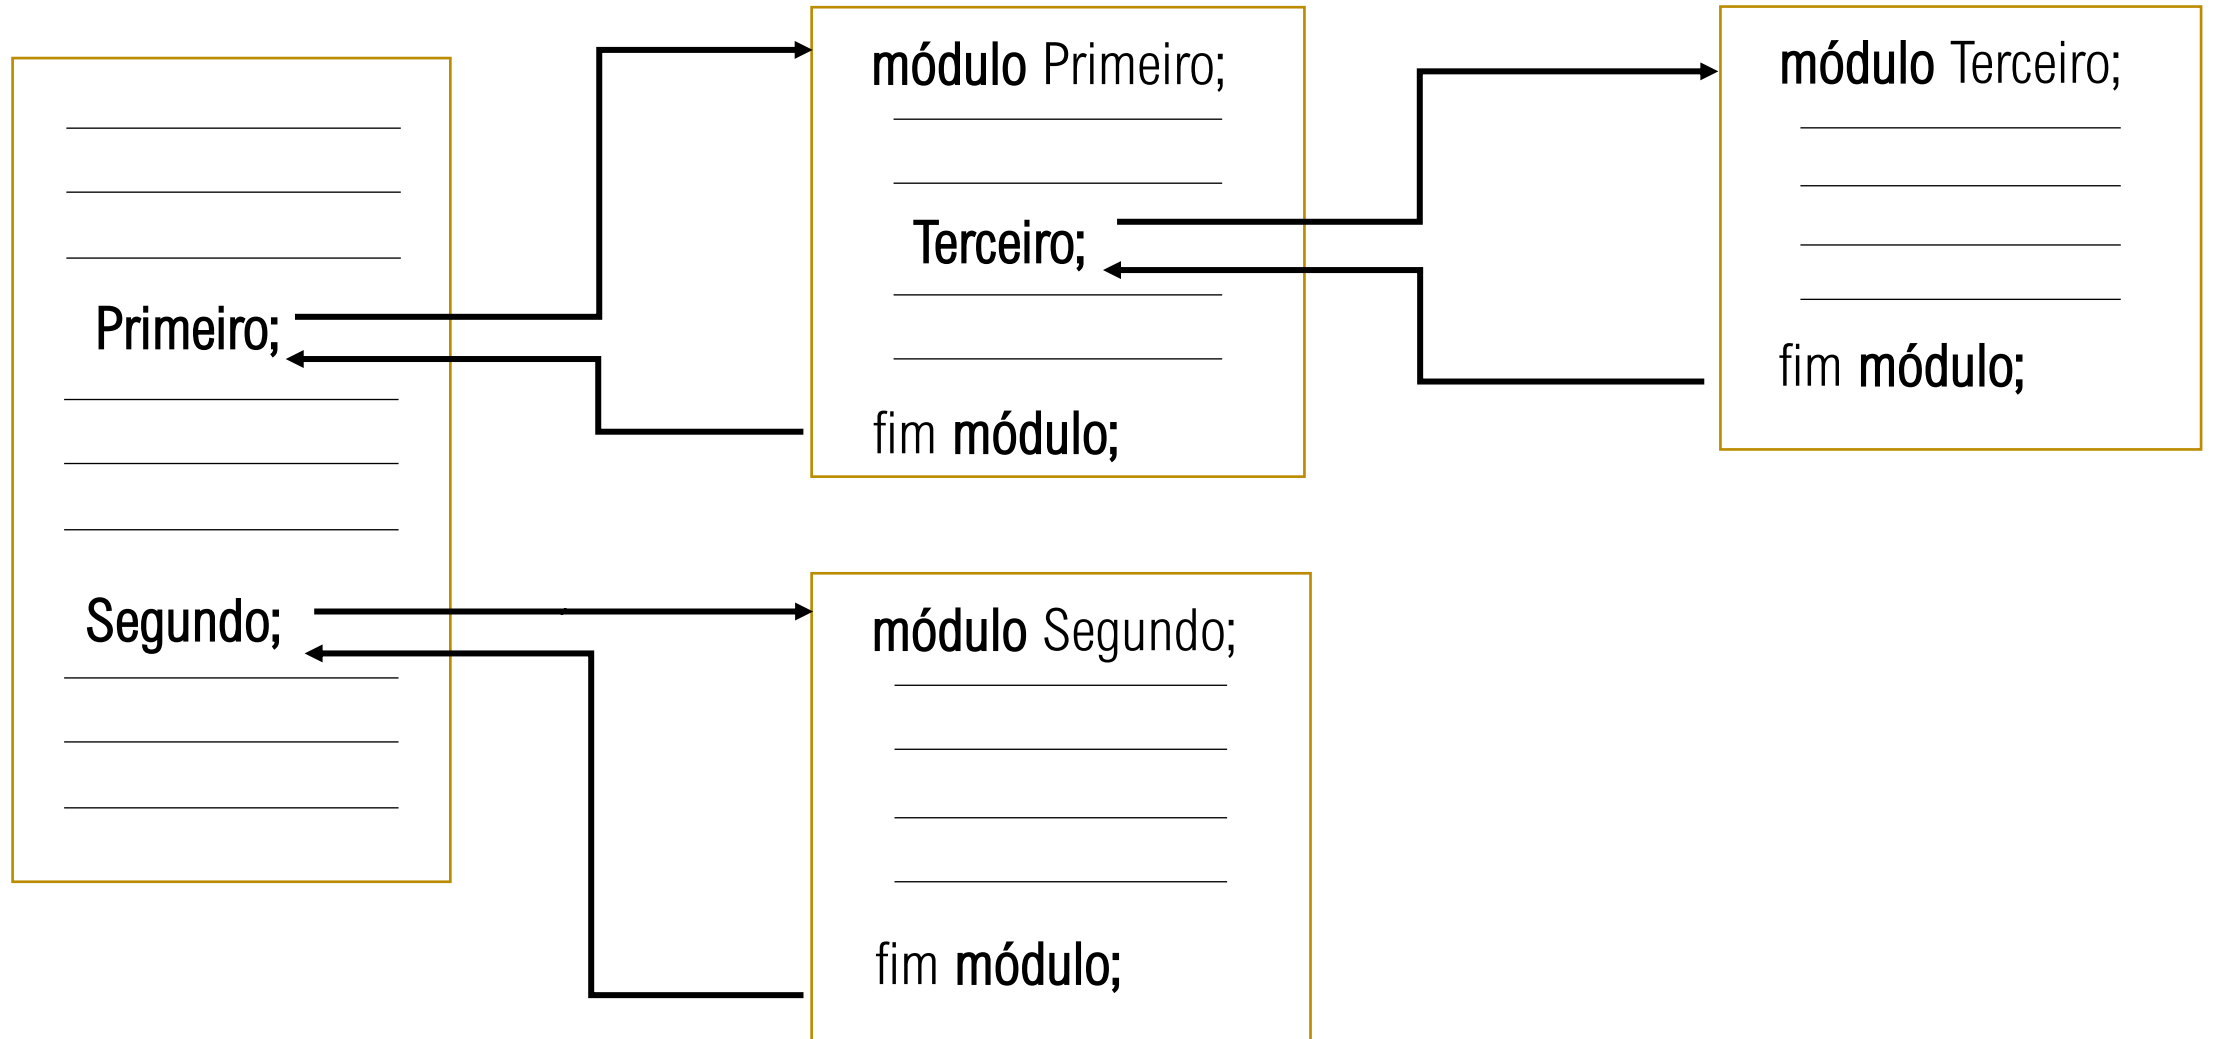 Primeiro;
Segundo;
módulo Primeiro;
Terceiro;
fim módulo;
módulo Terceiro;
fim módulo;
módulo Segundo;
fim módulo;